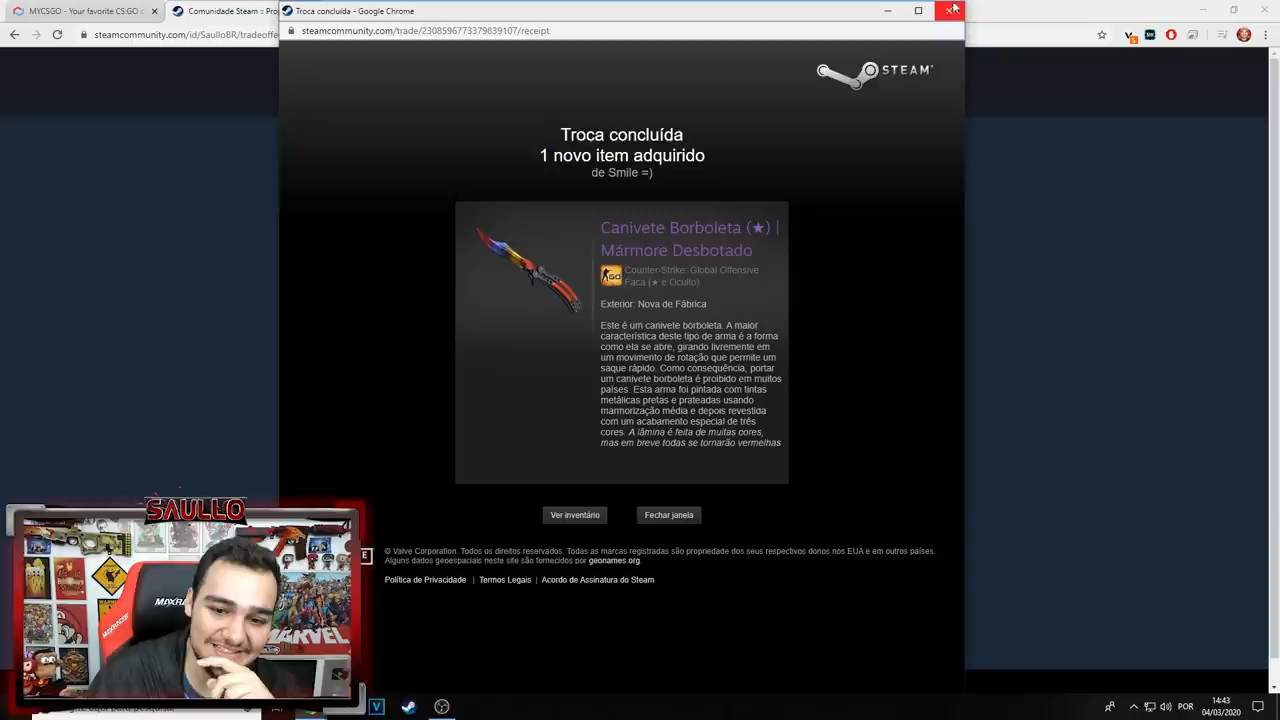 MYCSGO - Your favorite CS:GO c
Comunidade Steam = Pro
Troca concluída - Google Chrome
steamcommunity.com/id/SaulloBR/tradeoffe
steamcommunity.com/trade/2308596773379839107/receipt
STEAM
Troca concluída
1 novo item adquirido
de Smile =)
Canivete Borboleta (★) |
Mármore Desbotado
GO
Counter-Strike: Global Offensive
Faca (★ e Oculto)
Exterior: Nova de Fábrica
Este é um canivete borboleta. A maior
característica deste tipo de arma é a forma
como ela se abre, girando livremente em
um movimento de rotação que permite um
saque rápido. Como consequência, portar
um canivete borboleta é proibido em muitos
países. Esta arma foi pintada com tintas
metálicas pretas e prateadas usando
marmorização média e depois revestida
com um acabamento especial de três
cores. A lâmina é feita de muitas cores,
mas em breve todas se tornarão vermelhas
Ver inventário
Fechar janela
© Valve Corporation. Todos os direitos reservados. Todas as marcas registradas são propriedade dos seus respectivos donos nos EUA e em outros países.
Alguns dados geoespaciais neste site são fornecidos por geonames.org.
Política de Privacidade | Termos Legais | Acordo de Assinatura do Steam
SAULLO
MARVEL
POR
14:43
04/03/2020